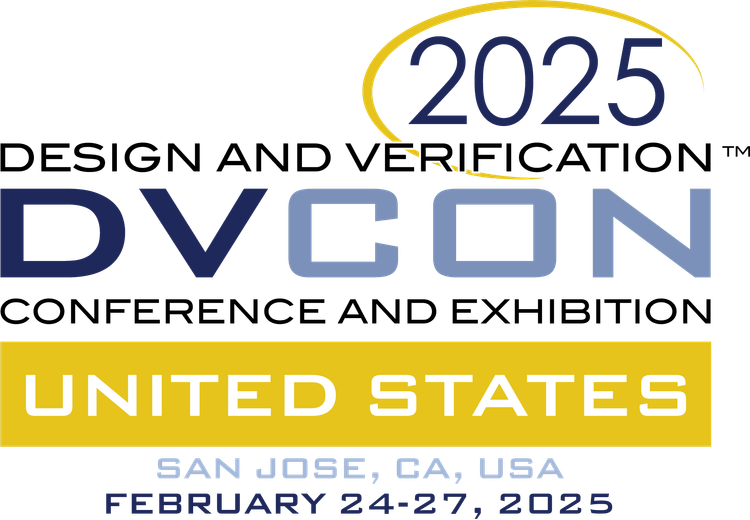 2025
DESIGN AND VERIFICATION™
DVCON
CONFERENCE AND EXHIBITION
UNITED STATES
SAN JOSE, CA, USA
FEBRUARY 24-27, 2025